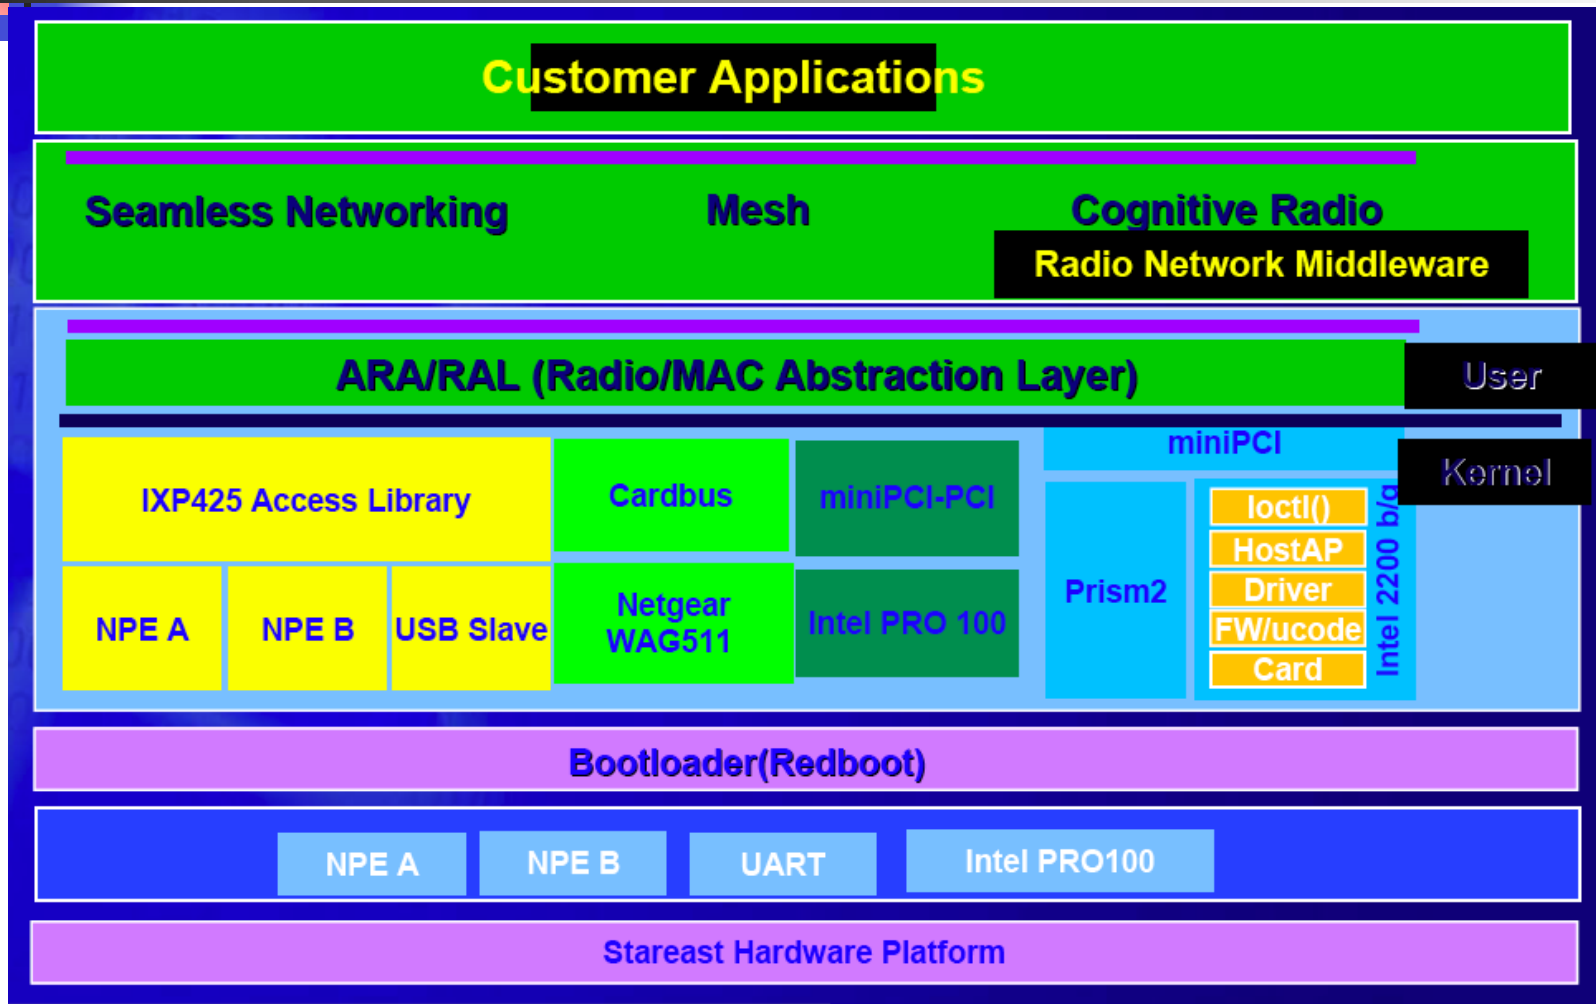 Customer Applications
Seamless Networking
Mesh
Cognitive Radio
Radio Network Middleware
ARA/RAL (Radio/MAC Abstraction Layer)
User
Kernel
IXP425 Access Library
Cardbus
miniPCI-PCI
miniPCI
NPE A
NPE B
USB Slave
Netgear
WAG511
Intel PRO 100
Prism2
Ioctl()
HostAP
Driver
FW/ucode
Card
Intel 2200 b/g
Bootloader(Redboot)
NPE A
NPE B
UART
Intel PRO100
Stareast Hardware Platform